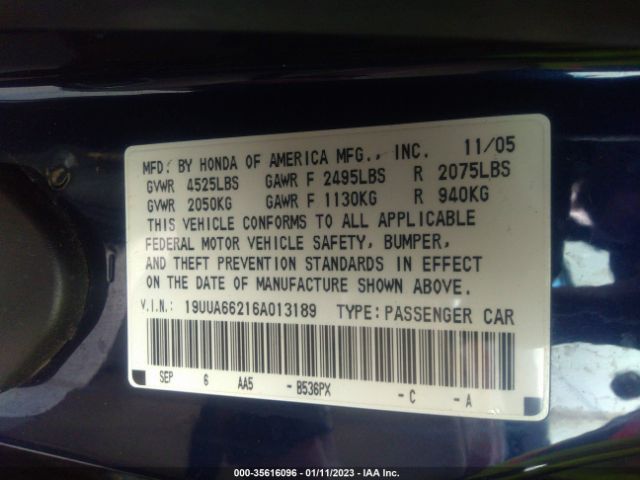 MFD. BY HONDA OF AMERICA MFG., INC. 11/05
GVWR 4525LBS GAWR F 2495LBS R 2075LBS
GVWR 2050KG GAWR F 1130KG R 940KG
THIS VEHICLE CONFORMS TO ALL APPLICABLE
FEDERAL MOTOR VEHICLE SAFETY, BUMPER,
AND THEFT PREVENTION STANDARDS IN EFFECT
ON THE DATE OF MANUFACTURE SHOWN ABOVE.
V.I.N.: 19UUA66216A013189 TYPE: PASSENGER CAR
SEP 6 AA5 - B536PX - C - A
000-35616096 - 01/11/2023 - IAA Inc.